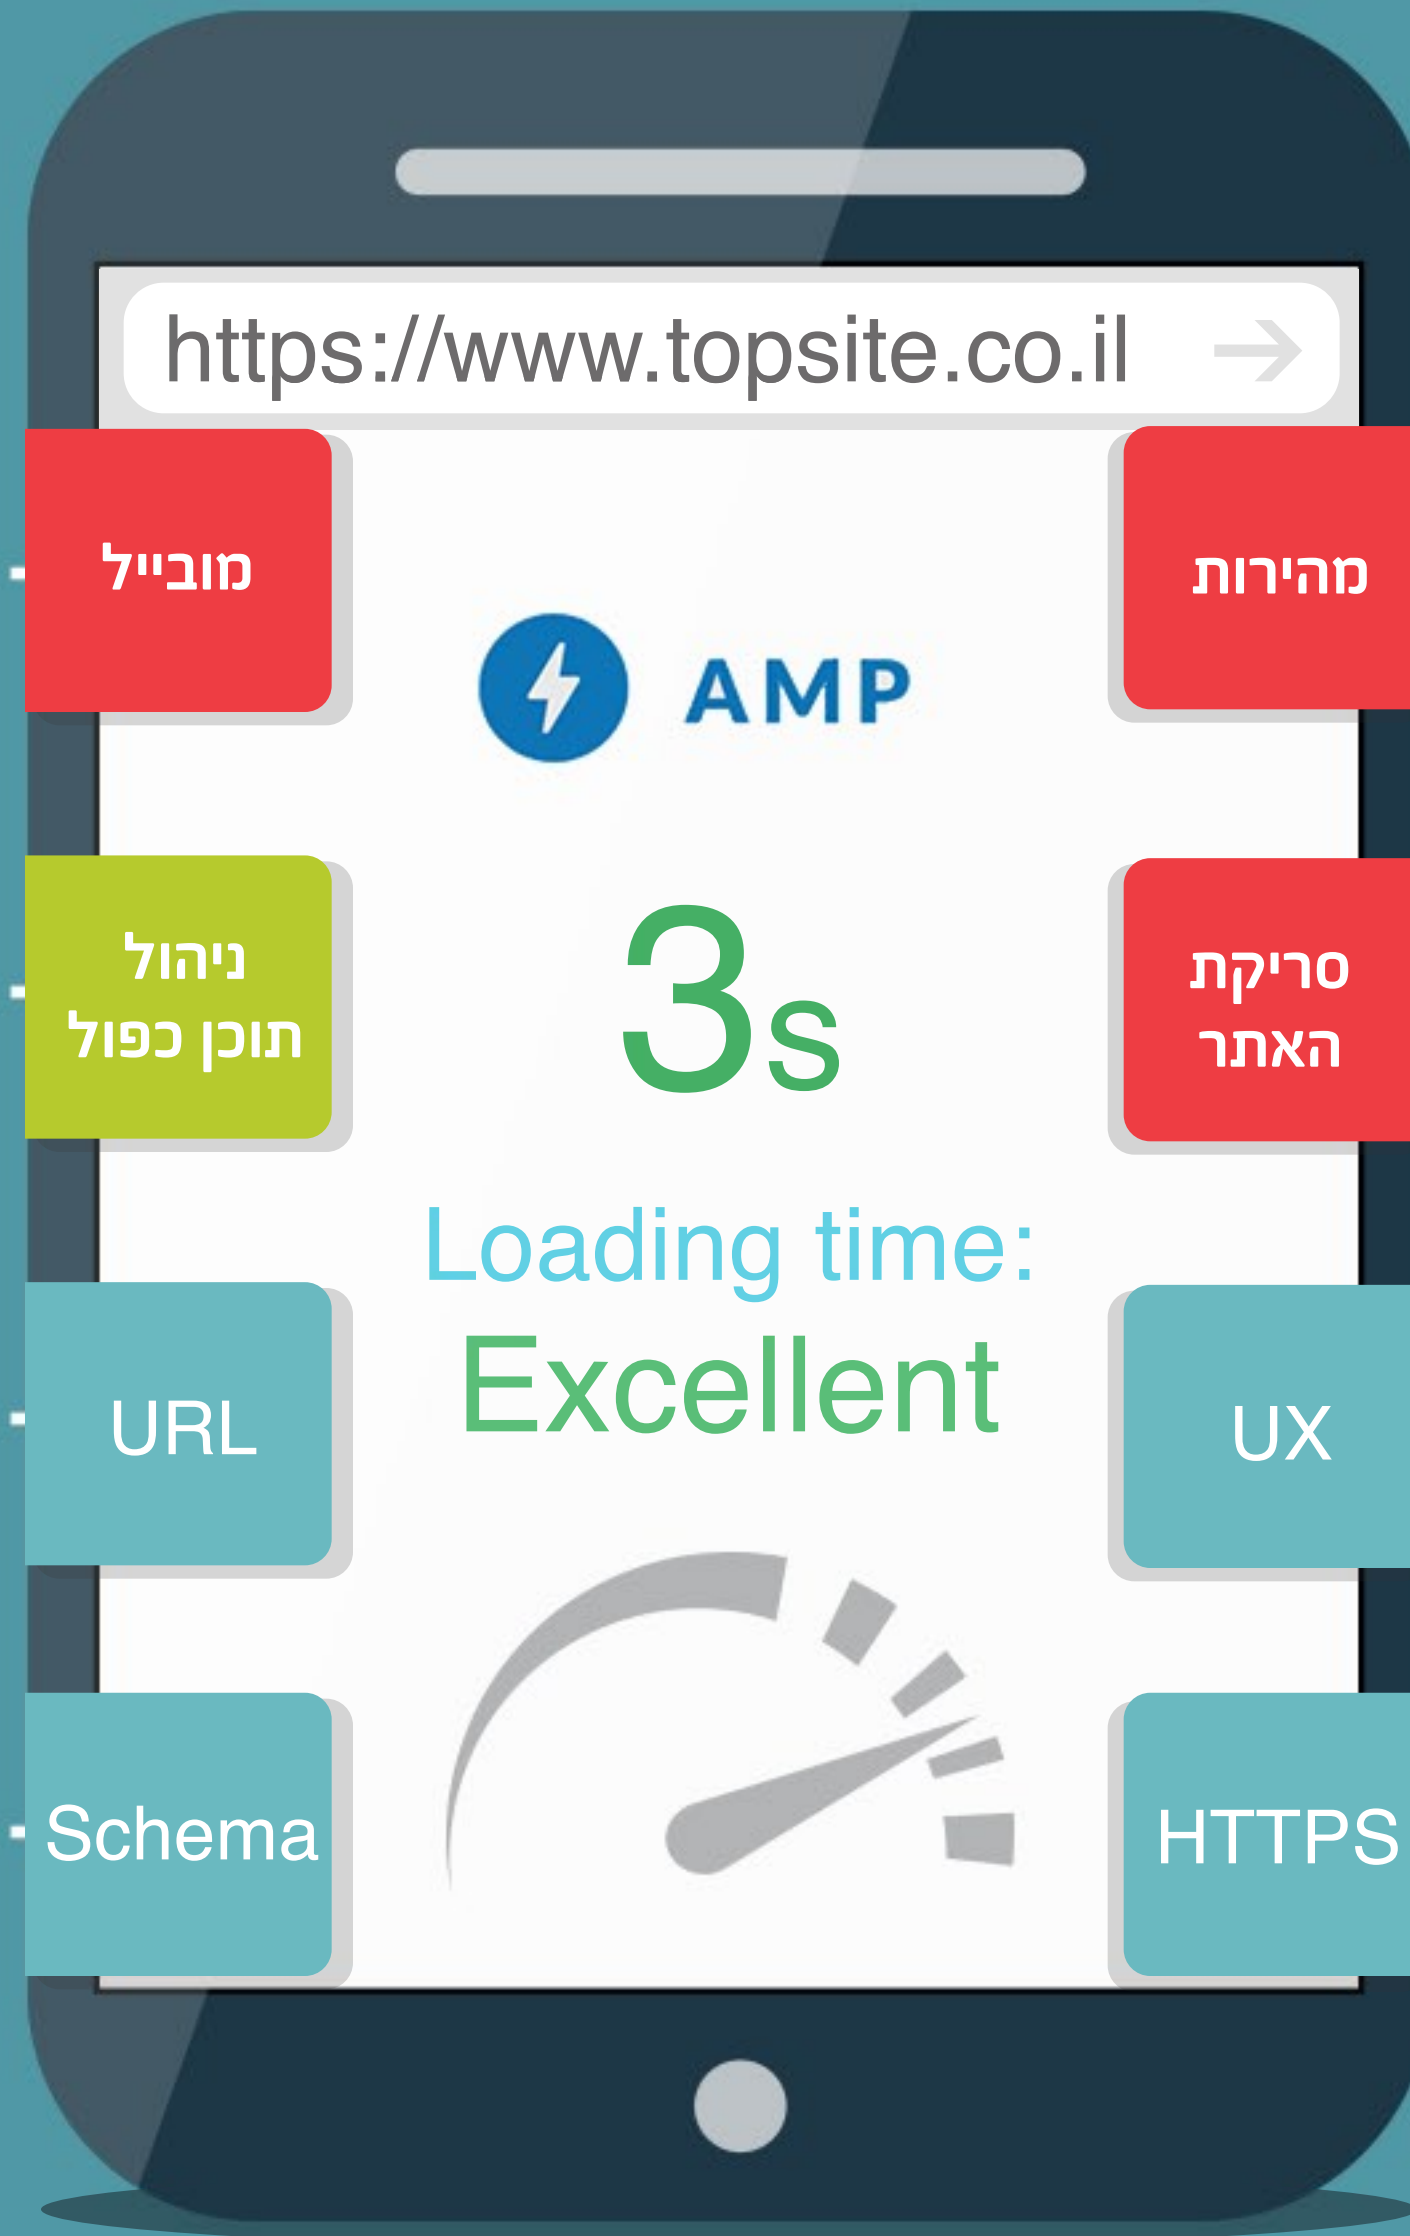 https://www.topsite.co.il
מהירות
מובייל
AMP
סריקת
האתר
ניהול
תוכן כפול
3s
Loading time:
Excellent
UX
URL
HTTPS
Schema